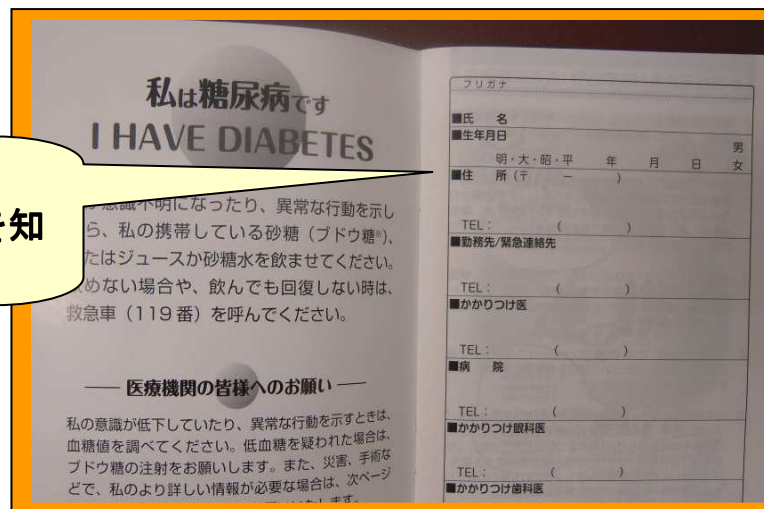 を知
私は糖尿病です
I HAVE DIABETES
意識不明になったり、異常な行動を示し
ら、私の携帯している砂糖（ブドウ糖※）、
たはジュースか砂糖水を飲ませてください。
めない場合や、飲んでも回復しない時は、
救急車（119番）を呼んでください。
── 医療機関の皆様へのお願い ──
私の意識が低下していたり、異常な行動を示すときは、
血糖値を調べてください。低血糖を疑われた場合は、
ブドウ糖の注射をお願いします。また、災害、手術な
どで、私のより詳しい情報が必要な場合は、次ページ
フリガナ
■氏 名
■生年月日
男
明・大・昭・平 年 月 日 女
■住 所（〒 － ）
TEL： （ ）
■勤務先/緊急連絡先
TEL： （ ）
■かかりつけ医
TEL： （ ）
■病 院
TEL： （ ）
■かかりつけ眼科医
TEL： （ ）
■かかりつけ歯科医